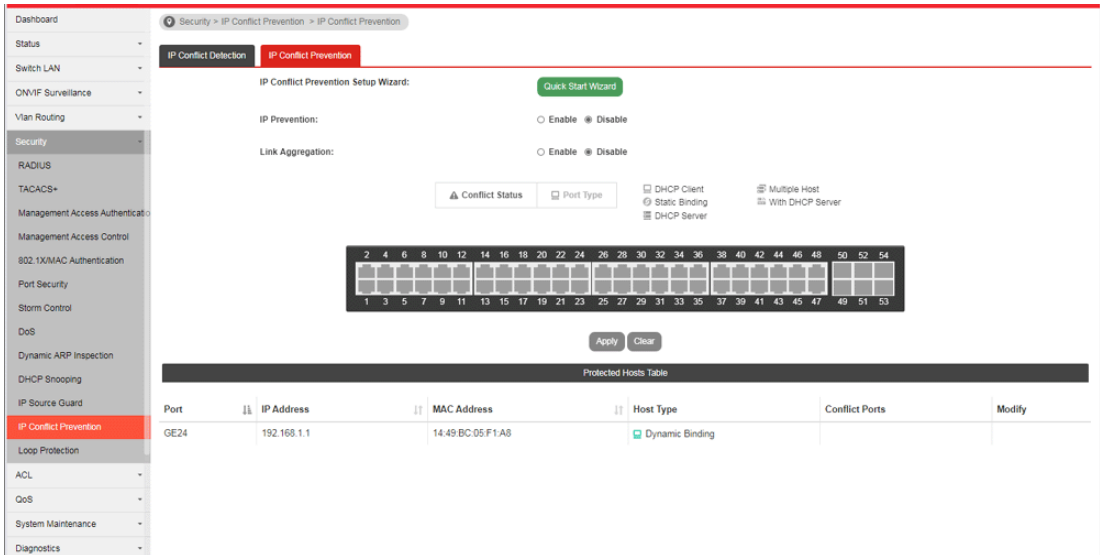 Dashboard
Status
Switch LAN
ONVIF Surveillance
Vlan Routing
Security
RADIUS
TACACS+
Management Access Authenticatio
Management Access Control
802.1X/MAC Authentication
Port Security
Storm Control
DoS
Dynamic ARP Inspection
DHCP Snooping
IP Source Guard
IP Conflict Prevention
Loop Protection
ACL
QoS
System Maintenance
Diagnostics
Security > IP Conflict Prevention > IP Conflict Prevention
IP Conflict Detection IP Conflict Prevention
IP Conflict Prevention Setup Wizard: Quick Start Wizard
IP Prevention: Enable Disable
Link Aggregation: Enable Disable
Conflict Status Port Type
DHCP Client Multiple Host
Static Binding With DHCP Server
DHCP Server
2 4 6 8 10 12 14 16 18 20 22 24 26 28 30 32 34 36 38 40 42 44 46 48 50 52 54
1 3 5 7 9 11 13 15 17 19 21 23 25 27 29 31 33 35 37 39 41 43 45 47 49 51 53
Apply Clear
Protected Hosts Table
Port IP Address MAC Address Host Type Conflict Ports Modify
GE24 192.168.1.1 14:49:BC:05:F1:A8 Dynamic Binding